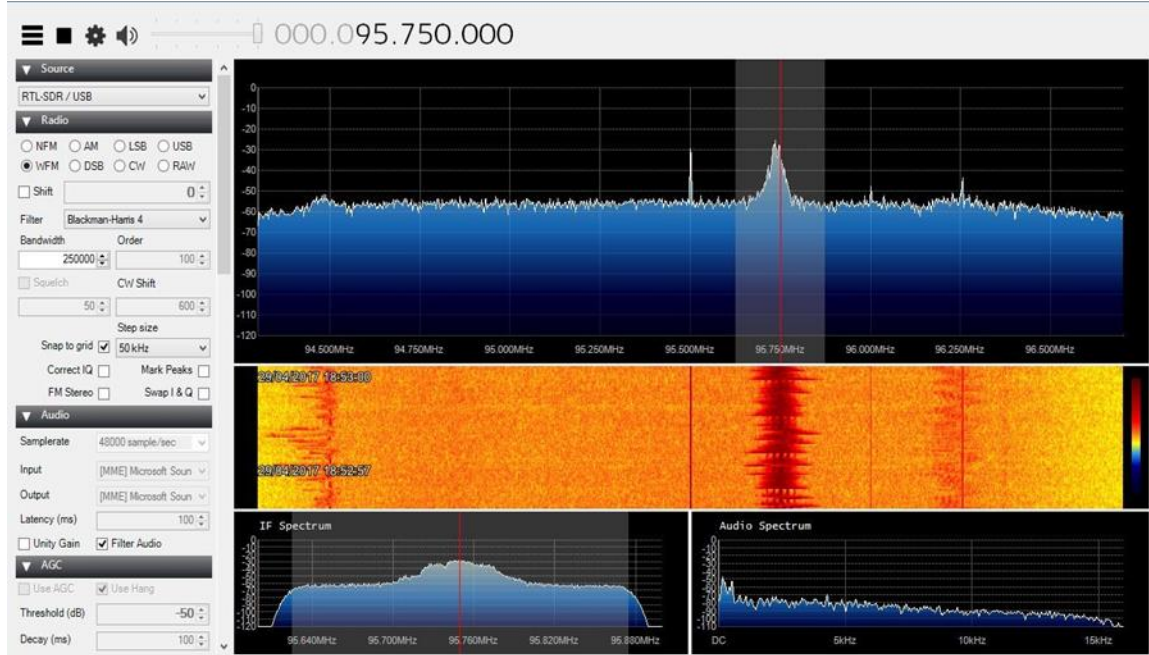 000.095.750.000
Source
RTL-SDR / USB
Radio
NFM AM LSB USB
WFM DSB CW RAW
Shift 0
Filter Blackman-Harris 4
Bandwidth Order
250000 100
Squelch CW Shift
50 600
Step size
Snap to grid 50 kHz
Correct IQ Mark Peaks
FM Stereo Swap I & Q
Audio
Samplerate 48000 sample/sec
Input [MME] Microsoft Soun
Output [MME] Microsoft Soun
Latency (ms) 100
Unity Gain Filter Audio
AGC
Use AGC Use Hang
Threshold (dB) -50
Decay (ms) 100
0
-10
-20
-30
-40
-50
-60
-70
-80
-90
-100
-110
-120
94.500MHz 94.750MHz 95.000MHz 95.250MHz 95.500MHz 95.750MHz 96.000MHz 96.250MHz 96.500MHz
29/04/2017 18:53:00
29/04/2017 18:52:57
IF Spectrum
95.640MHz 95.700MHz 95.760MHz 95.820MHz 95.880MHz
Audio Spectrum
DC 5kHz 10kHz 15kHz